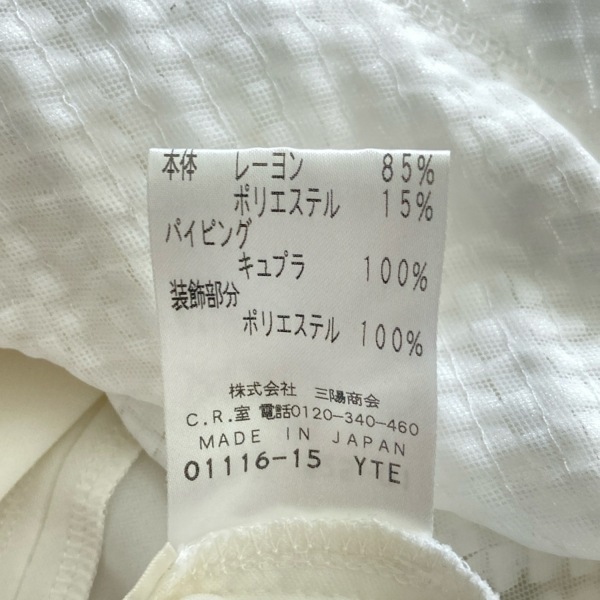 本体 レーヨン 85%
ポリエステル 15%
パイピング
キュプラ 100%
装飾部分
ポリエステル 100%
株式会社 三陽商会
C.R.室 電話0120-340-460
MADE IN JAPAN
01116-15 YTE